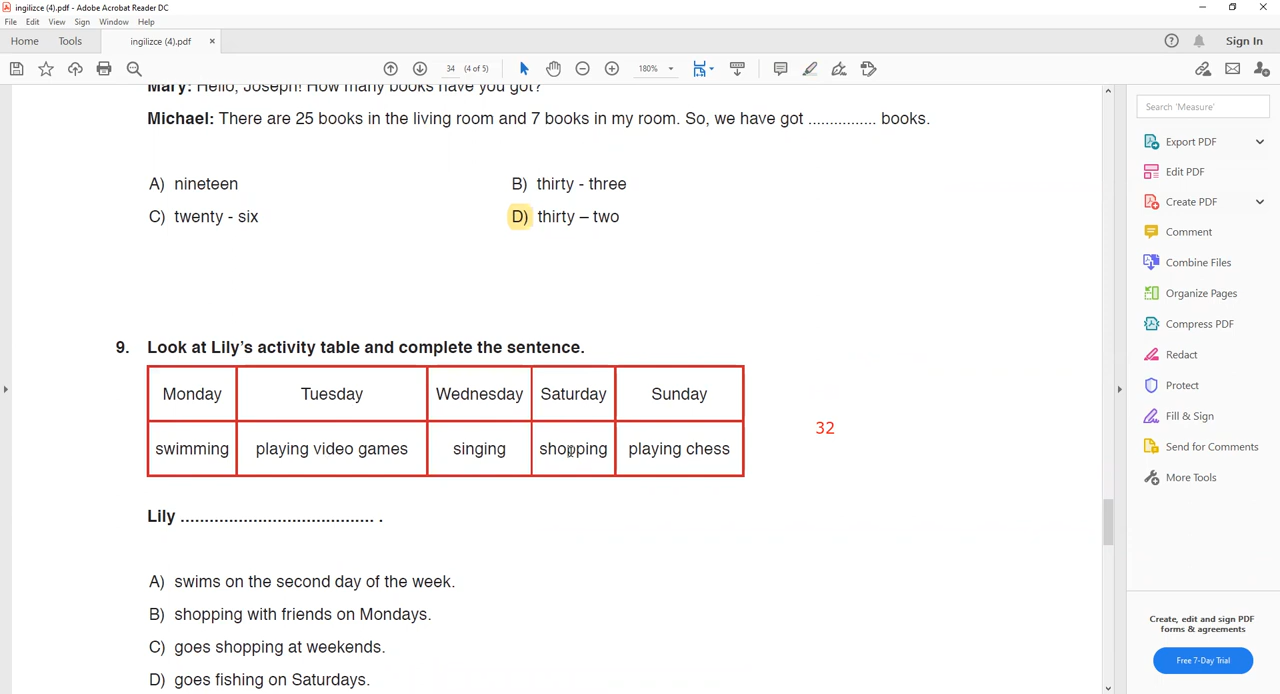 ingilizce (4).pdf - Adobe Acrobat Reader DC
File Edit View Sign Window Help
Home Tools ingilizce (4).pdf × Sign In
34 (4 of 5) 180%
Mary: Hello, Joseph! How many books have you got?
Michael: There are 25 books in the living room and 7 books in my room. So, we have got ............... books.
A) nineteen B) thirty - three
C) twenty - six D) thirty – two
9. Look at Lily's activity table and complete the sentence.
Monday Tuesday Wednesday Saturday Sunday
swimming playing video games singing shopping playing chess
32
Lily ........................................ .
A) swims on the second day of the week.
B) shopping with friends on Mondays.
C) goes shopping at weekends.
D) goes fishing on Saturdays.
Search 'Measure'
Export PDF
Edit PDF
Create PDF
Comment
Combine Files
Organize Pages
Compress PDF
Redact
Protect
Fill & Sign
Send for Comments
More Tools
Create, edit and sign PDF
forms & agreements
Free 7-Day Trial